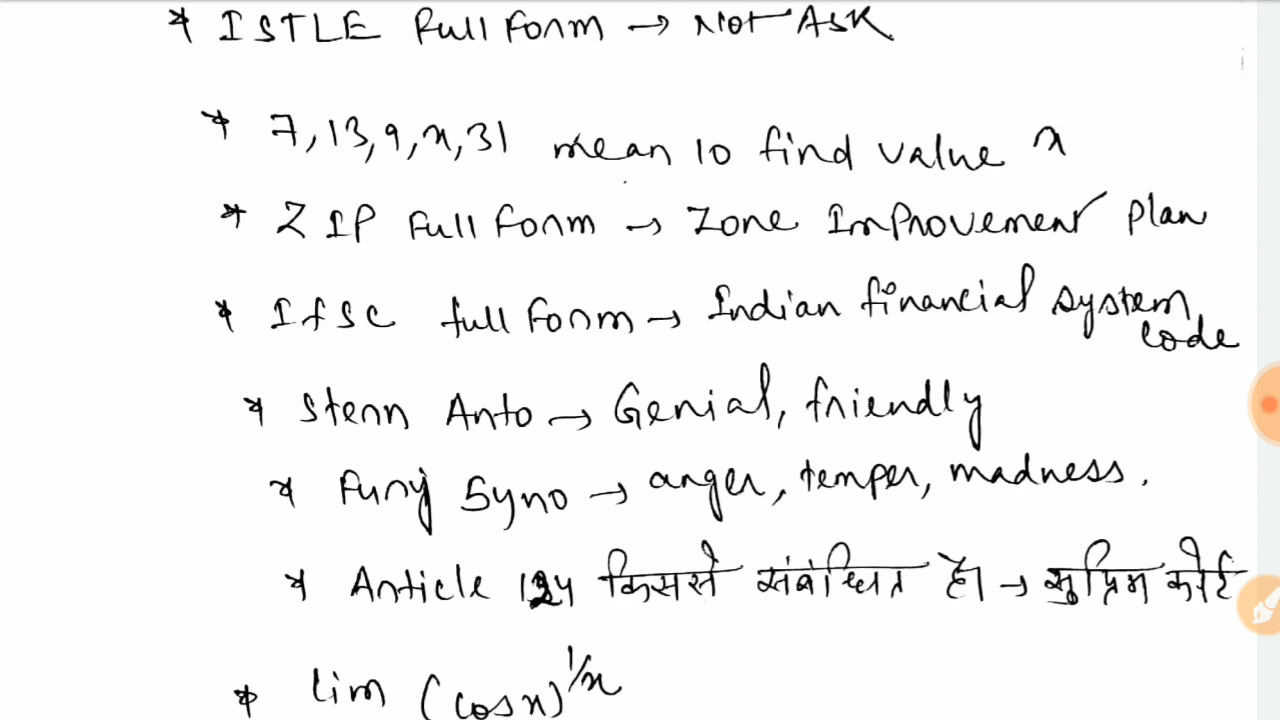 * ISTLE Full Form → Not ASK
* 7, 13, 9, x, 31 mean 10 find value x
* ZIP Full Form → Zone Improvement Plan
* IFSC full Form → Indian financial system code
* Stern Anto → Genial, friendly
* Fury Syno → anger, temper, madness.
* Article 124 किससे संबंधित है। → सुप्रिम कोर्ट
* lim (cosx)^1/x